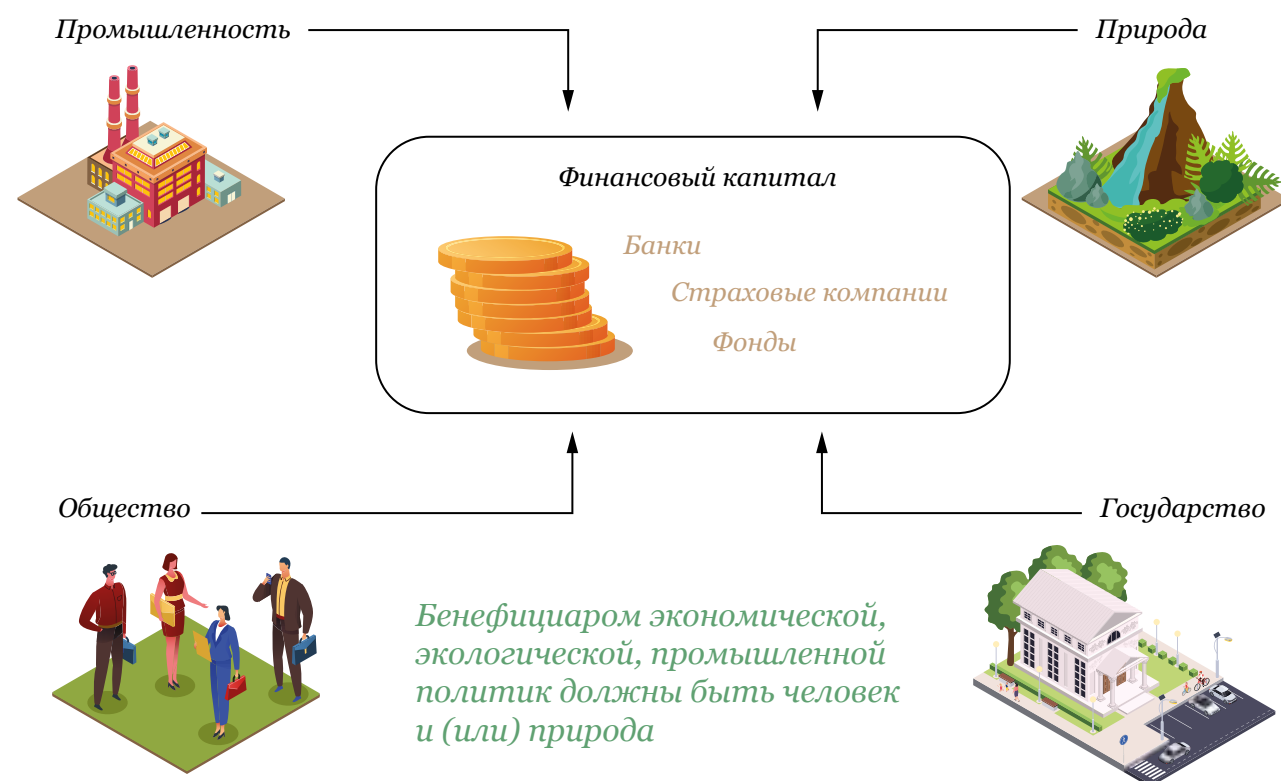 Промышленность
Природа
Финансовый капитал
Банки
Страховые компании
Фонды
Общество
Государство
Бенефициаром экономической,
экологической, промышленной
политик должны быть человек
и (или) природа